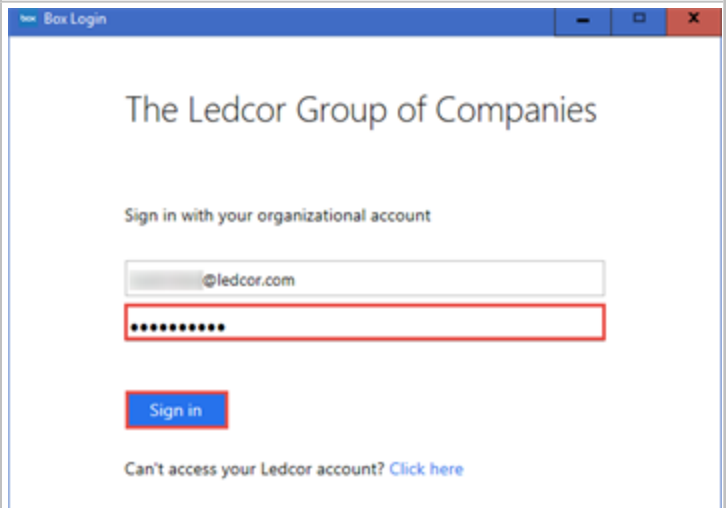 box Box Login
The Ledcor Group of Companies
Sign in with your organizational account
@ledcor.com
••••••••••
Sign in
Can't access your Ledcor account? Click here